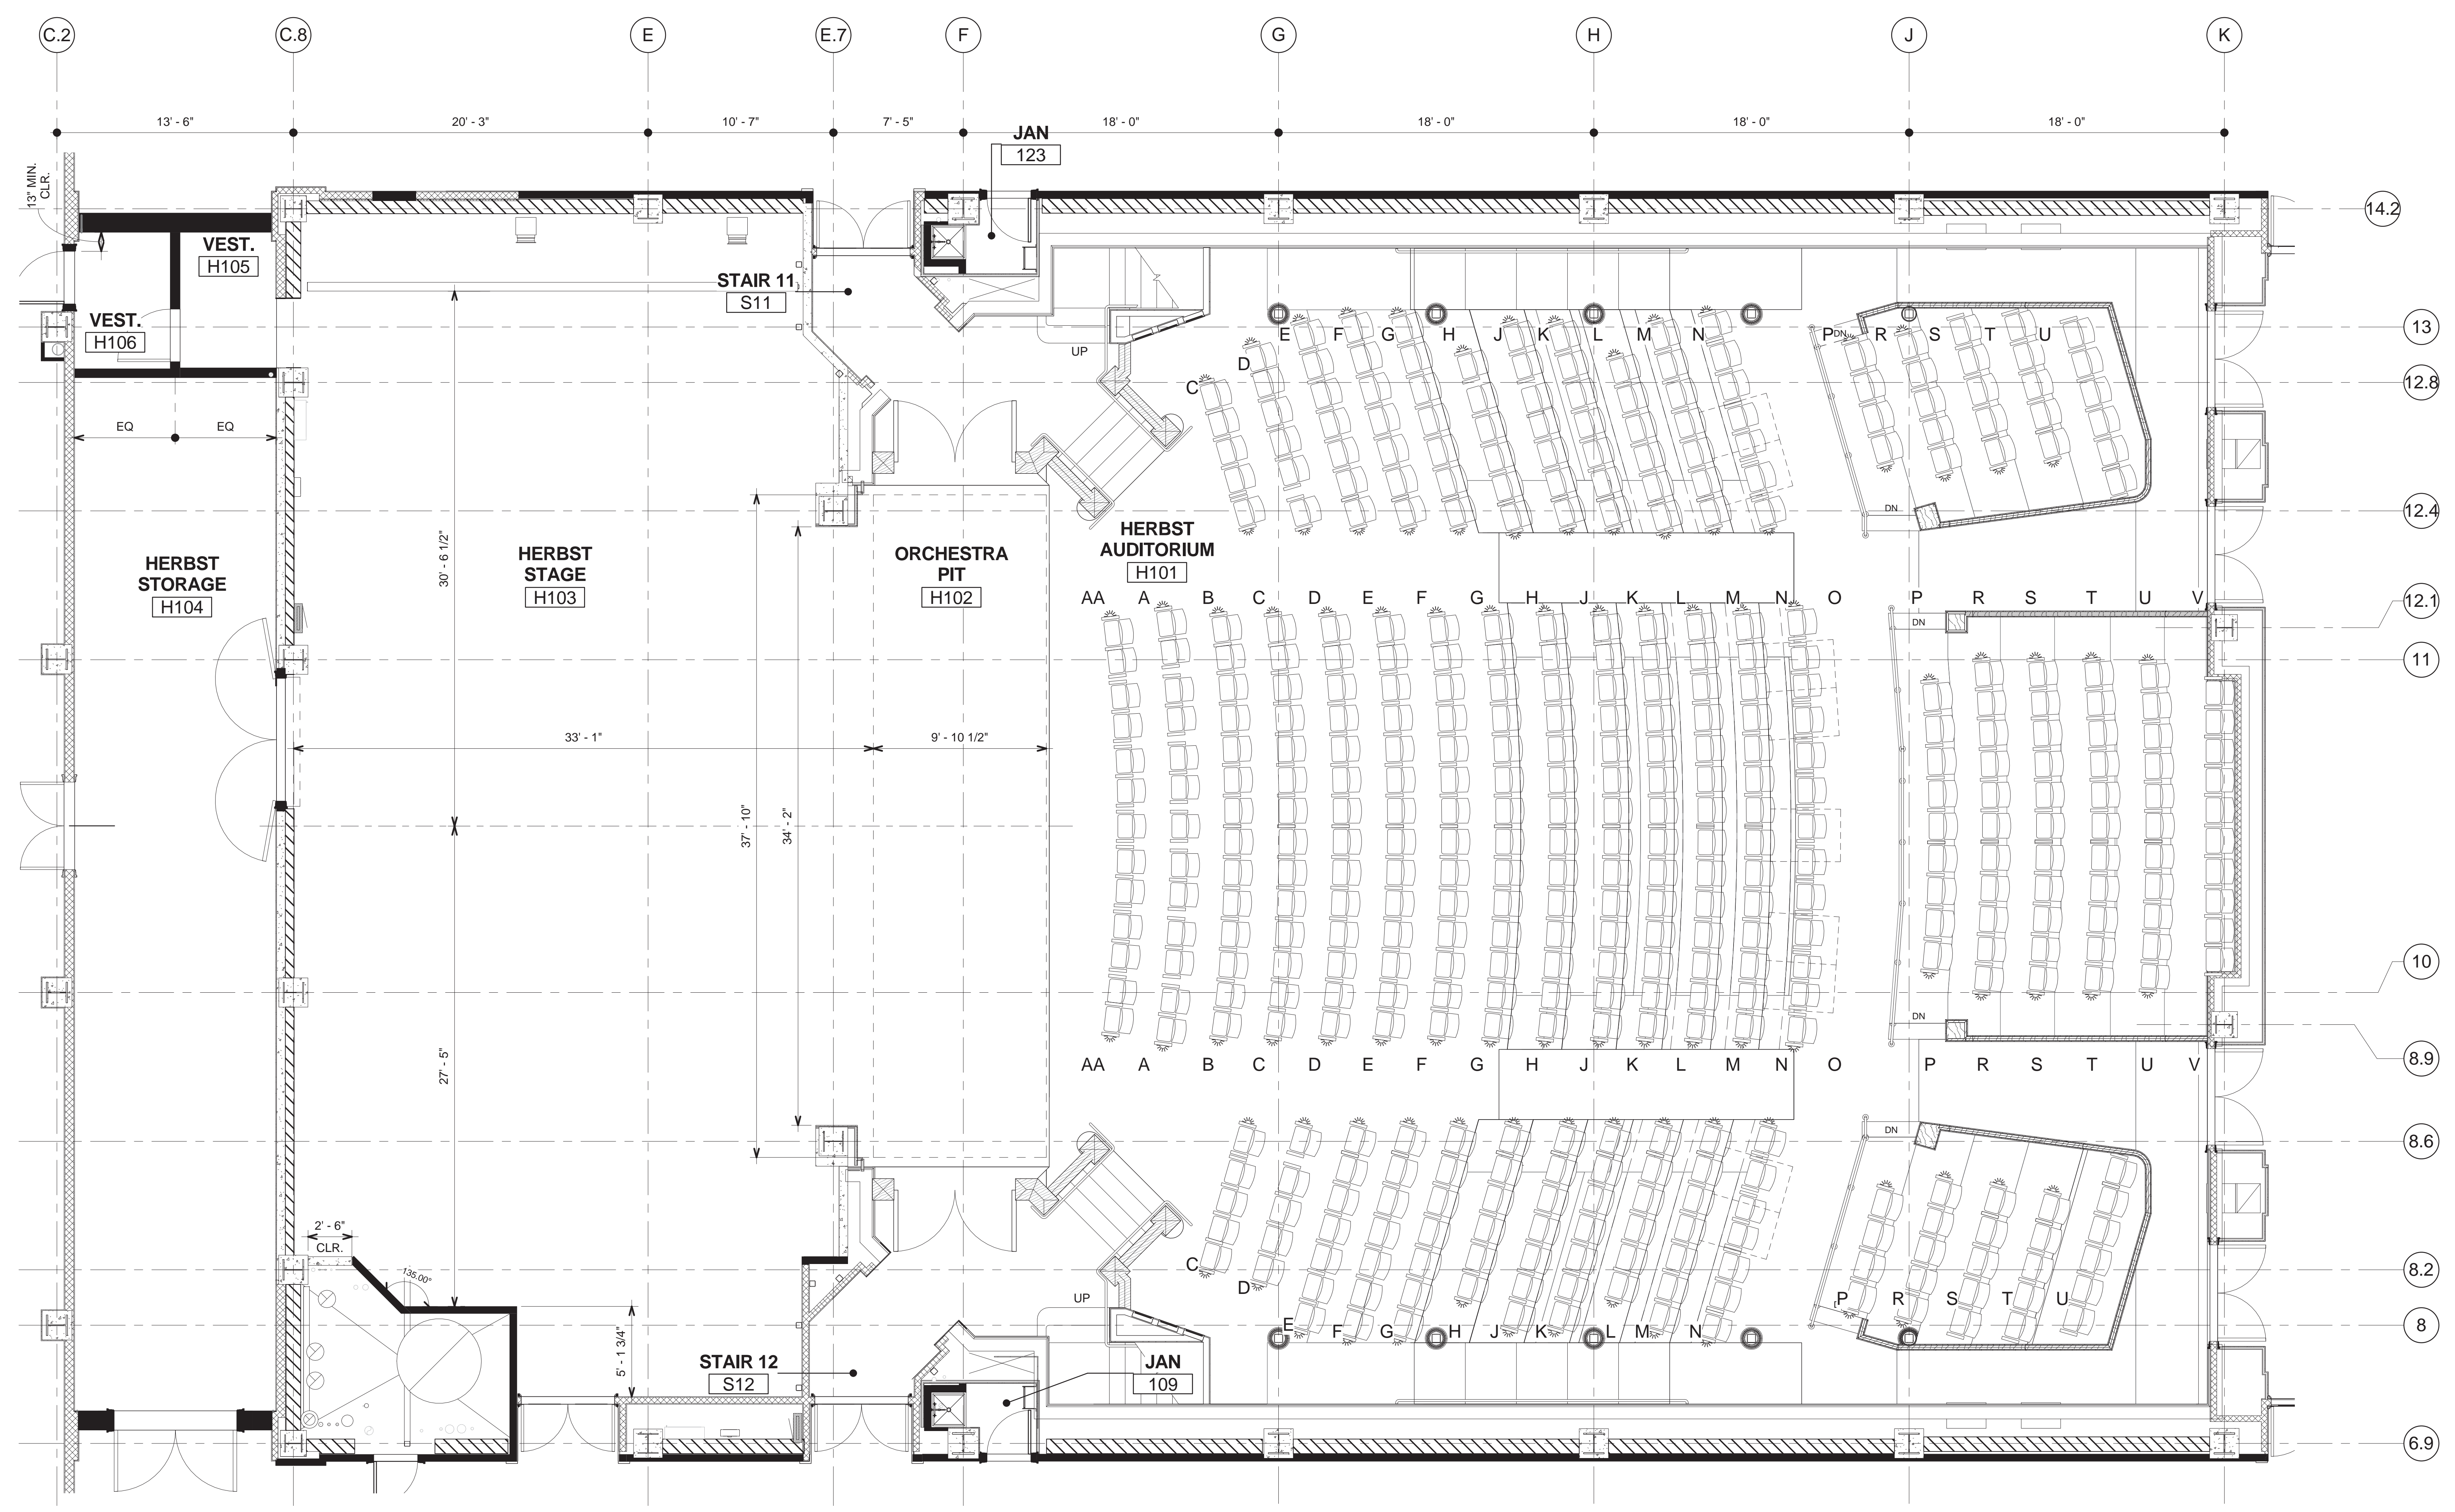 C.2 C.8 E E.7 F G H J K
13' - 6" 20' - 3" 10' - 7" 7' - 5" 18' - 0" 18' - 0" 18' - 0" 18' - 0"
JAN
123
13" MIN.
CLR.
14.2
VEST.
H105
STAIR 11
S11
VEST.
H106
13
E F G H J K L M N P DN R S T U
UP
D
C
12.8
EQ EQ
DN
12.4
HERBST
AUDITORIUM
H101
HERBST
STORAGE
H104
30' - 6 1/2"
HERBST
STAGE
H103
ORCHESTRA
PIT
H102
AA A B C D E F G H J K L M N O P R S T U V
12.1
DN
11
33' - 1"
9' - 10 1/2"
37' - 10"
34' - 2"
10
DN
27' - 5"
AA A B C D E F G H J K L M N O P R S T U V
8.9
DN
8.6
2' - 6"
CLR.
135.00°
C
D
8.2
UP
P R S T U
E F G H J K L M N
8
5' - 1 3/4"
STAIR 12
S12
JAN
109
6.9